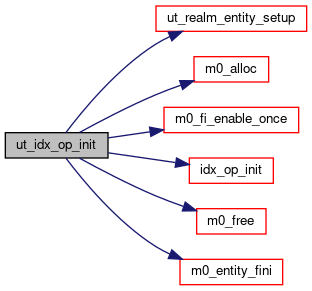 ut_realm_entity_setup
m0_alloc
m0_fi_enable_once
ut_idx_op_init
idx_op_init
m0_free
m0_entity_fini